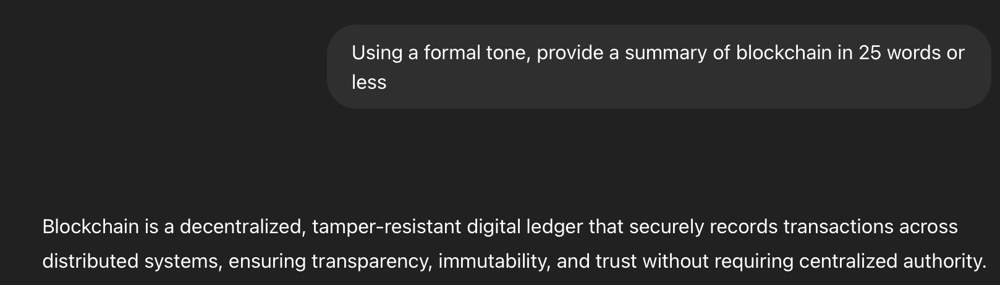 Using a formal tone, provide a summary of blockchain in 25 words or
less
Blockchain is a decentralized, tamper-resistant digital ledger that securely records transactions across
distributed systems, ensuring transparency, immutability, and trust without requiring centralized authority.